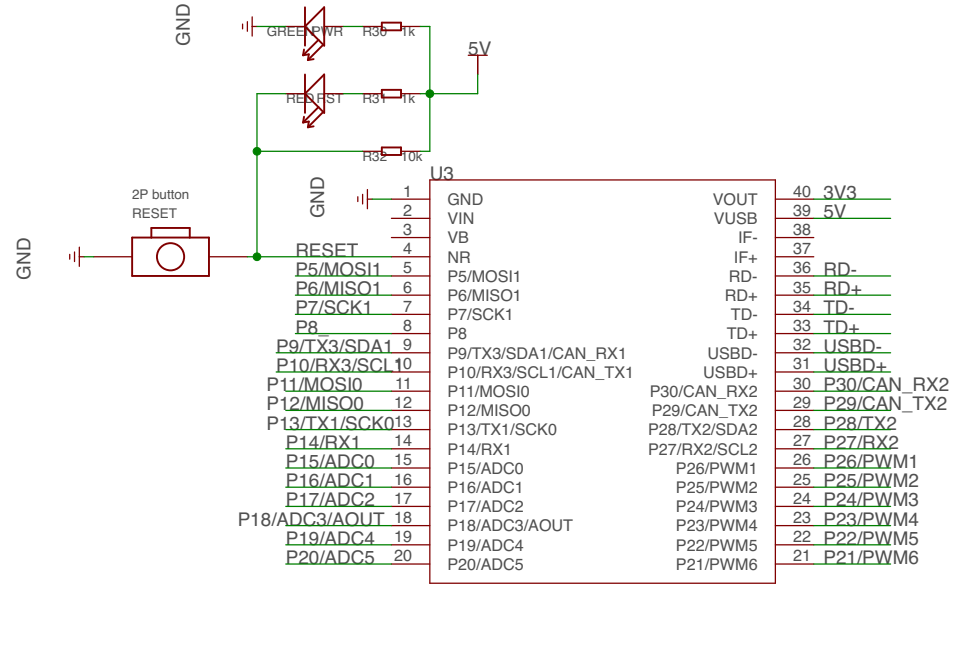 GND
GREEN PWR
R30 1k
5V
RED RST
R31 1k
R32 10k
U3
2P button
RESET
GND
GND
1 GND
2 VIN
3 VB
RESET 4 NR
P5/MOSI1 5 P5/MOSI1
P6/MISO1 6 P6/MISO1
P7/SCK1 7 P7/SCK1
P8_ 8 P8
P9/TX3/SDA1 9 P9/TX3/SDA1/CAN_RX1
P10/RX3/SCL1 10 P10/RX3/SCL1/CAN_TX1
P11/MOSI0 11 P11/MOSI0
P12/MISO0 12 P12/MISO0
P13/TX1/SCK0 13 P13/TX1/SCK0
P14/RX1 14 P14/RX1
P15/ADC0 15 P15/ADC0
P16/ADC1 16 P16/ADC1
P17/ADC2 17 P17/ADC2
P18/ADC3/AOUT 18 P18/ADC3/AOUT
P19/ADC4 19 P19/ADC4
P20/ADC5 20 P20/ADC5
VOUT 40 3V3
VUSB 39 5V
IF- 38
IF+ 37
RD- 36 RD-
RD+ 35 RD+
TD- 34 TD-
TD+ 33 TD+
USBD- 32 USBD-
USBD+ 31 USBD+
P30/CAN_RX2 30 P30/CAN_RX2
P29/CAN_TX2 29 P29/CAN_TX2
P28/TX2/SDA2 28 P28/TX2
P27/RX2/SCL2 27 P27/RX2
P26/PWM1 26 P26/PWM1
P25/PWM2 25 P25/PWM2
P24/PWM3 24 P24/PWM3
P23/PWM4 23 P23/PWM4
P22/PWM5 22 P22/PWM5
P21/PWM6 21 P21/PWM6